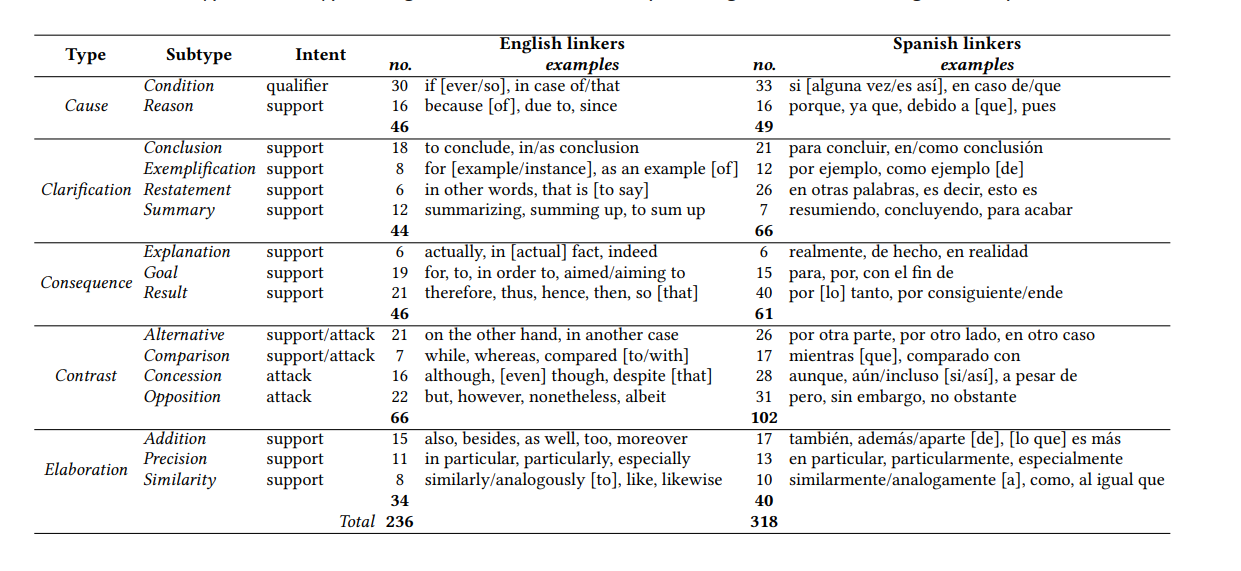 Type Subtype Intent English linkers Spanish linkers
no. examples no. examples
Condition qualifier 30 if [ever/so], in case of/that 33 si [alguna vez/es así], en caso de/que
Cause Reason support 16 because [of], due to, since 16 porque, ya que, debido a [que], pues
46 49
Conclusion support 18 to conclude, in/as conclusion 21 para concluir, en/como conclusión
Exemplification support 8 for [example/instance], as an example [of] 12 por ejemplo, como ejemplo [de]
Clarification Restatement support 6 in other words, that is [to say] 26 en otras palabras, es decir, esto es
Summary support 12 summarizing, summing up, to sum up 7 resumiendo, concluyendo, para acabar
44 66
Explanation support 6 actually, in [actual] fact, indeed 6 realmente, de hecho, en realidad
Consequence Goal support 19 for, to, in order to, aimed/aiming to 15 para, por, con el fin de
Result support 21 therefore, thus, hence, then, so [that] 40 por [lo] tanto, por consiguiente/ende
46 61
Alternative support/attack 21 on the other hand, in another case 26 por otra parte, por otro lado, en otro caso
Comparison support/attack 7 while, whereas, compared [to/with] 17 mientras [que], comparado con
Contrast Concession attack 16 although, [even] though, despite [that] 28 aunque, aún/incluso [si/así], a pesar de
Opposition attack 22 but, however, nonetheless, albeit 31 pero, sin embargo, no obstante
66 102
Addition support 15 also, besides, as well, too, moreover 17 también, además/aparte [de], [lo que] es más
Elaboration Precision support 11 in particular, particularly, especially 13 en particular, particularmente, especialmente
Similarity support 8 similarly/analogously [to], like, likewise 10 similarmente/analogamente [a], como, al igual que
34 40
Total 236 318